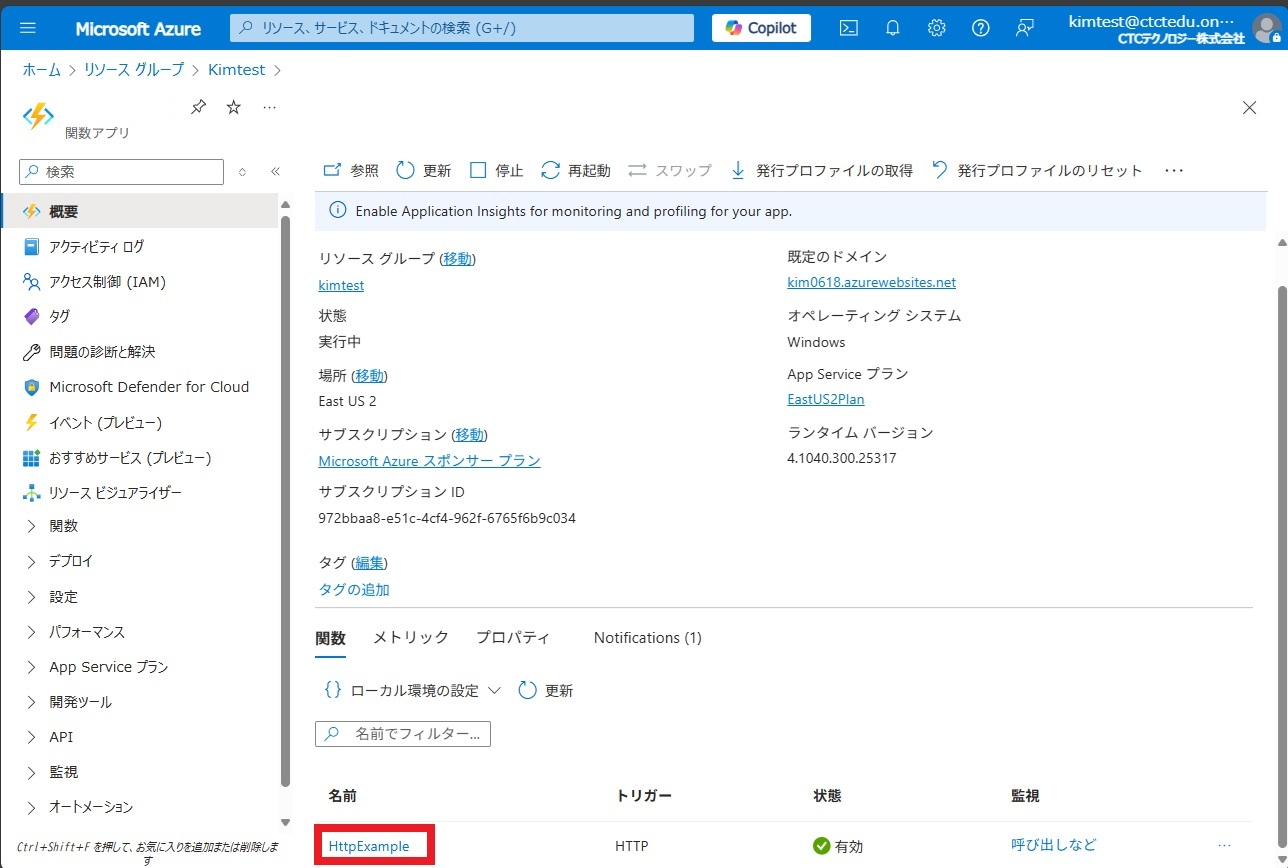 Microsoft Azure
リソース、サービス、ドキュメントの検索 (G+/)
Copilot
kimtest@ctctedu.on…
CTCテクノロジー株式会社
ホーム > リソース グループ > Kimtest >
関数アプリ
検索
参照 更新 停止 再起動 スワップ 発行プロファイルの取得 発行プロファイルのリセット …
Enable Application Insights for monitoring and profiling for your app.
概要
アクティビティ ログ
アクセス制御 (IAM)
タグ
問題の診断と解決
Microsoft Defender for Cloud
イベント (プレビュー)
おすすめサービス (プレビュー)
リソース ビジュアライザー
関数
デプロイ
設定
パフォーマンス
App Service プラン
開発ツール
API
監視
オートメーション
Ctrl+Shift+F を押して、お気に入りを追加または削除しま
す
リソース グループ (移動)
kimtest
状態
実行中
場所 (移動)
East US 2
サブスクリプション (移動)
Microsoft Azure スポンサー プラン
サブスクリプション ID
972bbaa8-e51c-4cf4-962f-6765f6b9c034
タグ (編集)
タグの追加
既定のドメイン
kim0618.azurewebsites.net
オペレーティング システム
Windows
App Service プラン
EastUS2Plan
ランタイム バージョン
4.1040.300.25317
関数 メトリック プロパティ Notifications (1)
{} ローカル環境の設定 更新
名前でフィルター...
名前 トリガー 状態 監視
HttpExample HTTP 有効 呼び出しなど …